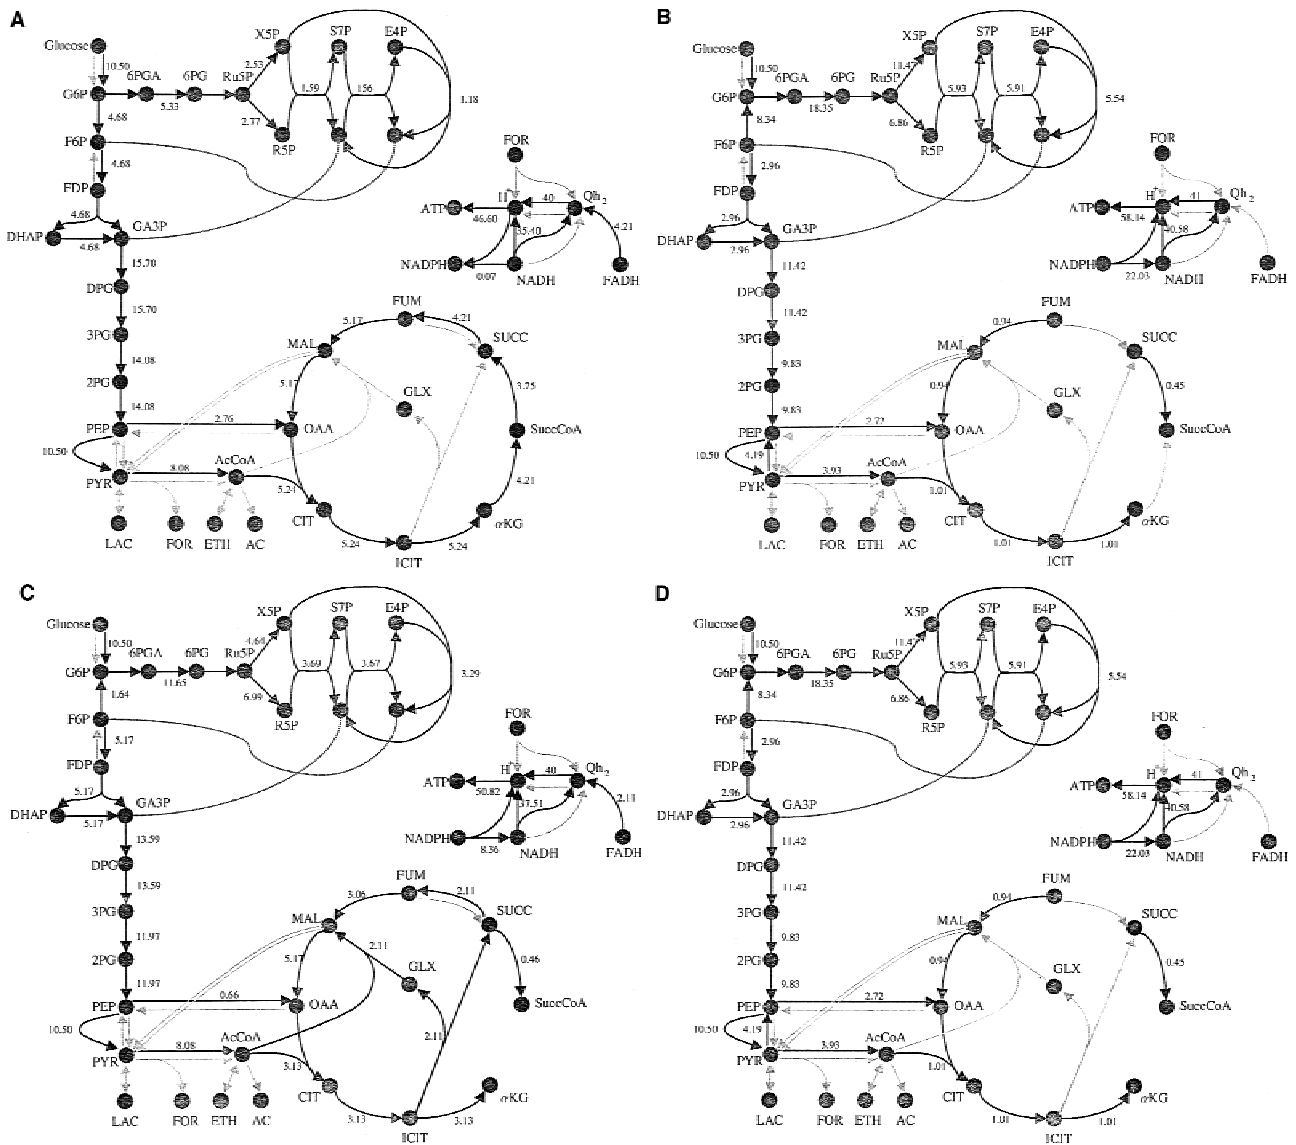 A
Glucose
10.50
G6P
6PGA
6PG
Ru5P
5.33
2.53
2.77
X5P
S7P
E4P
R5P
1.59
156
1.18
4.68
F6P
4.68
FDP
4.68
DHAP
4.68
GA3P
15.70
DPG
15.70
3PG
14.08
2PG
14.08
PEP
2.76
OAA
10.50
PYR
8.08
AcCoA
5.24
LAC
FOR
ETH
AC
CIT
5.24
ICIT
5.24
αKG
4.21
SuccCoA
3.25
SUCC
4.21
FUM
5.17
MAL
5.17
GLX
FOR
ATP
46.60
H+
40
Qh2
35.40
4.21
NADPH
0.07
NADH
FADH
B
Glucose
10.50
G6P
6PGA
6PG
Ru5P
18.35
11.47
6.86
X5P
S7P
E4P
R5P
5.93
5.91
5.54
8.34
F6P
2.96
FDP
2.96
DHAP
2.96
GA3P
11.42
DPG
11.42
3PG
9.83
2PG
9.83
PEP
2.72
OAA
10.50
4.19
PYR
3.93
AcCoA
1.01
LAC
FOR
ETH
AC
CIT
1.01
ICIT
1.01
αKG
SuccCoA
0.45
SUCC
FUM
0.94
MAL
0.94
GLX
FOR
ATP
58.14
H+
41
Qh2
40.58
NADPH
22.03
NADH
FADH
C
Glucose
10.50
G6P
6PGA
6PG
Ru5P
11.65
4.64
6.99
X5P
S7P
E4P
R5P
3.69
3.67
3.29
1.64
F6P
5.17
FDP
5.17
DHAP
5.17
GA3P
13.59
DPG
13.59
3PG
11.97
2PG
11.97
PEP
0.66
OAA
10.50
PYR
8.08
AcCoA
3.13
LAC
FOR
ETH
AC
CIT
3.13
ICIT
3.13
αKG
SuccCoA
0.46
SUCC
2.11
FUM
3.06
MAL
5.17
2.11
GLX
2.11
FOR
ATP
50.82
H+
40
Qh2
37.51
2.11
NADPH
8.36
NADH
FADH
D
Glucose
10.50
G6P
6PGA
6PG
Ru5P
18.35
11.47
6.86
X5P
S7P
E4P
R5P
5.93
5.91
5.54
8.34
F6P
2.96
FDP
2.96
DHAP
2.96
GA3P
11.42
DPG
11.42
3PG
9.83
2PG
9.83
PEP
2.72
OAA
10.50
4.19
PYR
3.93
AcCoA
1.01
LAC
FOR
ETH
AC
CIT
1.01
ICIT
1.01
αKG
SuccCoA
0.45
SUCC
FUM
0.94
MAL
0.94
GLX
FOR
ATP
58.14
H+
41
Qh2
40.58
NADPH
22.03
NADH
FADH